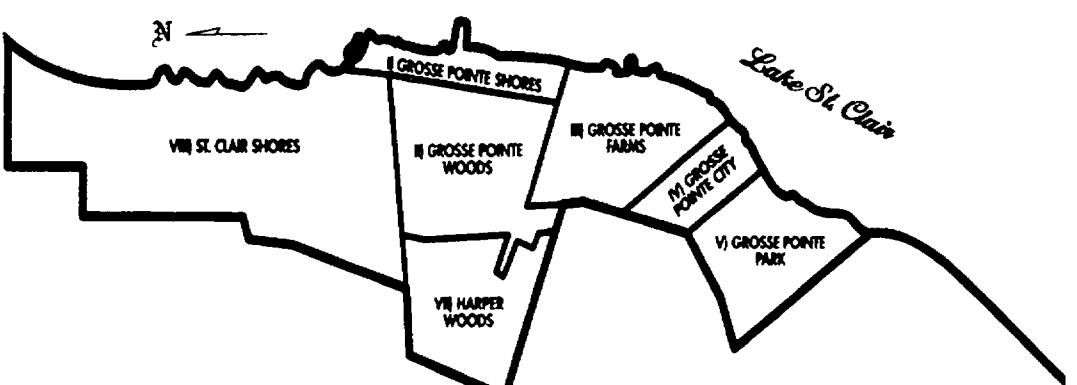 N
Lake St. Clair
I) GROSSE POINTE SHORES
VIII) ST. CLAIR SHORES
II) GROSSE POINTE
WOODS
III) GROSSE POINTE
FARMS
IV) GROSSE
POINTE CITY
V) GROSSE POINTE
PARK
VII) HARPER
WOODS